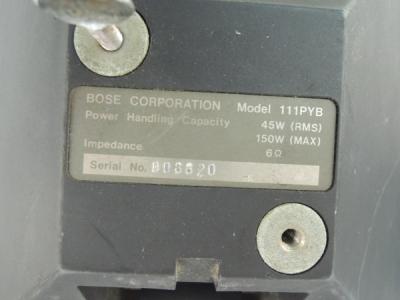 BOSE CORPORATION Model 111PYB
Power Handling Capacity 45W (RMS)
150W (MAX)
Impedance 6Ω
Serial No.